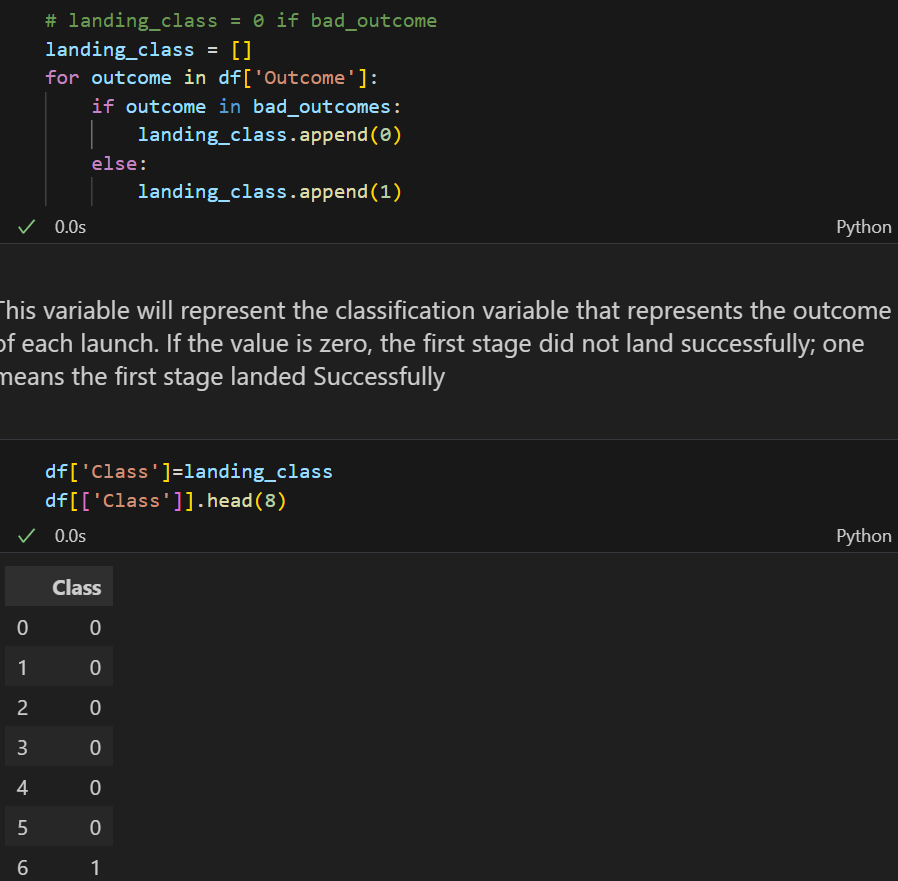 # landing_class = 0 if bad_outcome
landing_class = []
for outcome in df['Outcome']:
    if outcome in bad_outcomes:
        landing_class.append(0)
    else:
        landing_class.append(1)
0.0s Python
This variable will represent the classification variable that represents the outcome
of each launch. If the value is zero, the first stage did not land successfully; one
means the first stage landed Successfully
df['Class']=landing_class
df[['Class']].head(8)
0.0s Python
Class
0 0
1 0
2 0
3 0
4 0
5 0
6 1